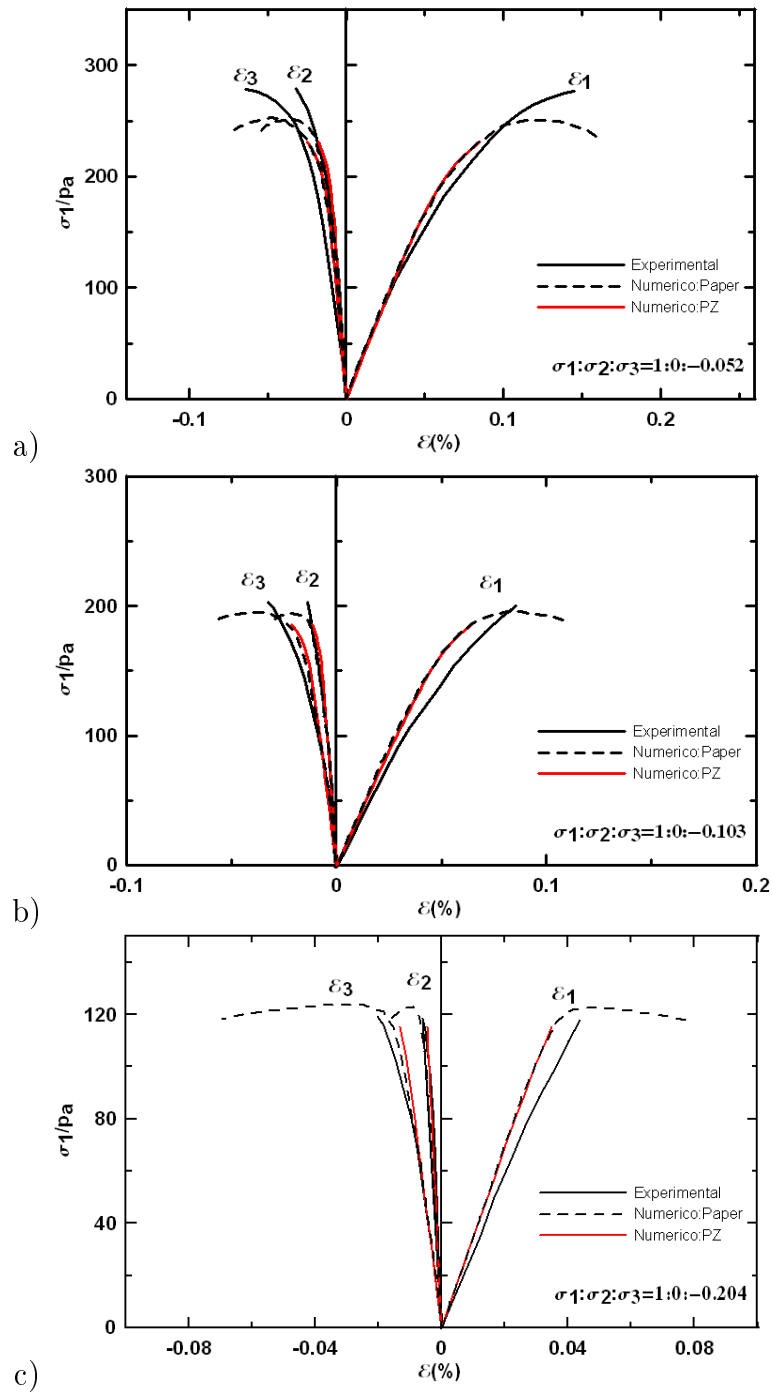 300
200
100
0
σ1/pa
ε3
ε2
ε1
Experimental
Numerico:Paper
Numerico:PZ
σ1:σ2:σ3=1:0:−0.052
-0.1
0
0.1
0.2
ε(%)
a)
300
200
100
0
σ1/pa
ε3
ε2
ε1
Experimental
Numerico:Paper
Numerico:PZ
σ1:σ2:σ3=1:0:−0.103
-0.1
0
0.1
0.2
ε(%)
b)
120
80
40
0
σ1/pa
ε3
ε2
ε1
Experimental
Numerico:Paper
Numerico:PZ
σ1:σ2:σ3=1:0:−0.204
-0.08
-0.04
0
0.04
0.08
ε(%)
c)